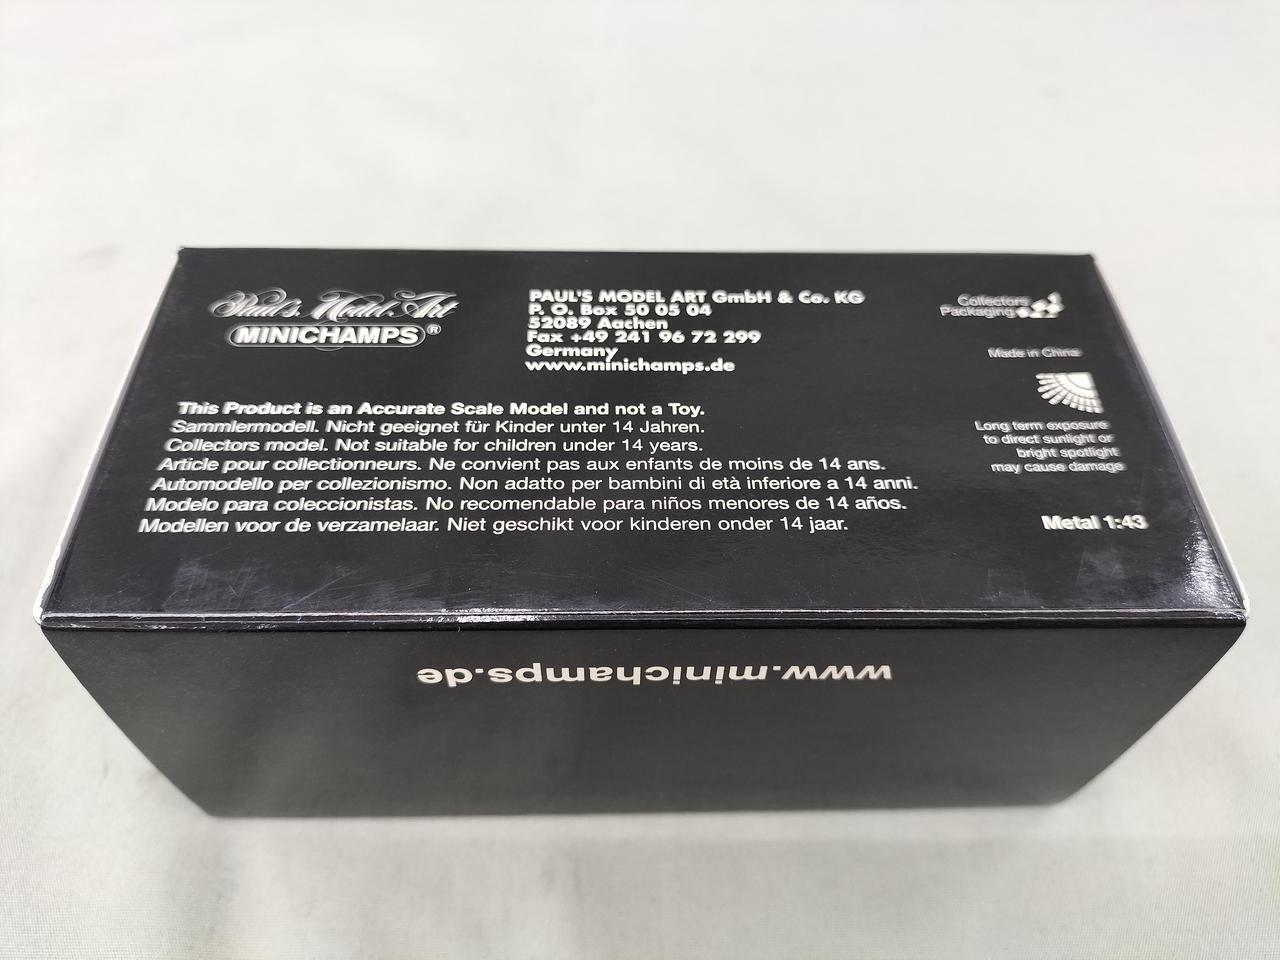 Paul's Model Art
MINICHAMPS®
PAUL'S MODEL ART GmbH & Co. KG
P. O. Box 50 05 04
52089 Aachen
Fax +49 241 96 72 299
Germany
www.minichamps.de
Collectors
Packaging
Made in China
Long term exposure
to direct sunlight or
bright spotlight
may cause damage
This Product is an Accurate Scale Model and not a Toy.
Sammlermodell. Nicht geeignet für Kinder unter 14 Jahren.
Collectors model. Not suitable for children under 14 years.
Article pour collectionneurs. Ne convient pas aux enfants de moins de 14 ans.
Automodello per collezionismo. Non adatto per bambini di età inferiore a 14 anni.
Modelo para coleccionistas. No recomendable para niños menores de 14 años.
Modellen voor de verzamelaar. Niet geschikt voor kinderen onder 14 jaar.
Metal 1:43
www.minichamps.de